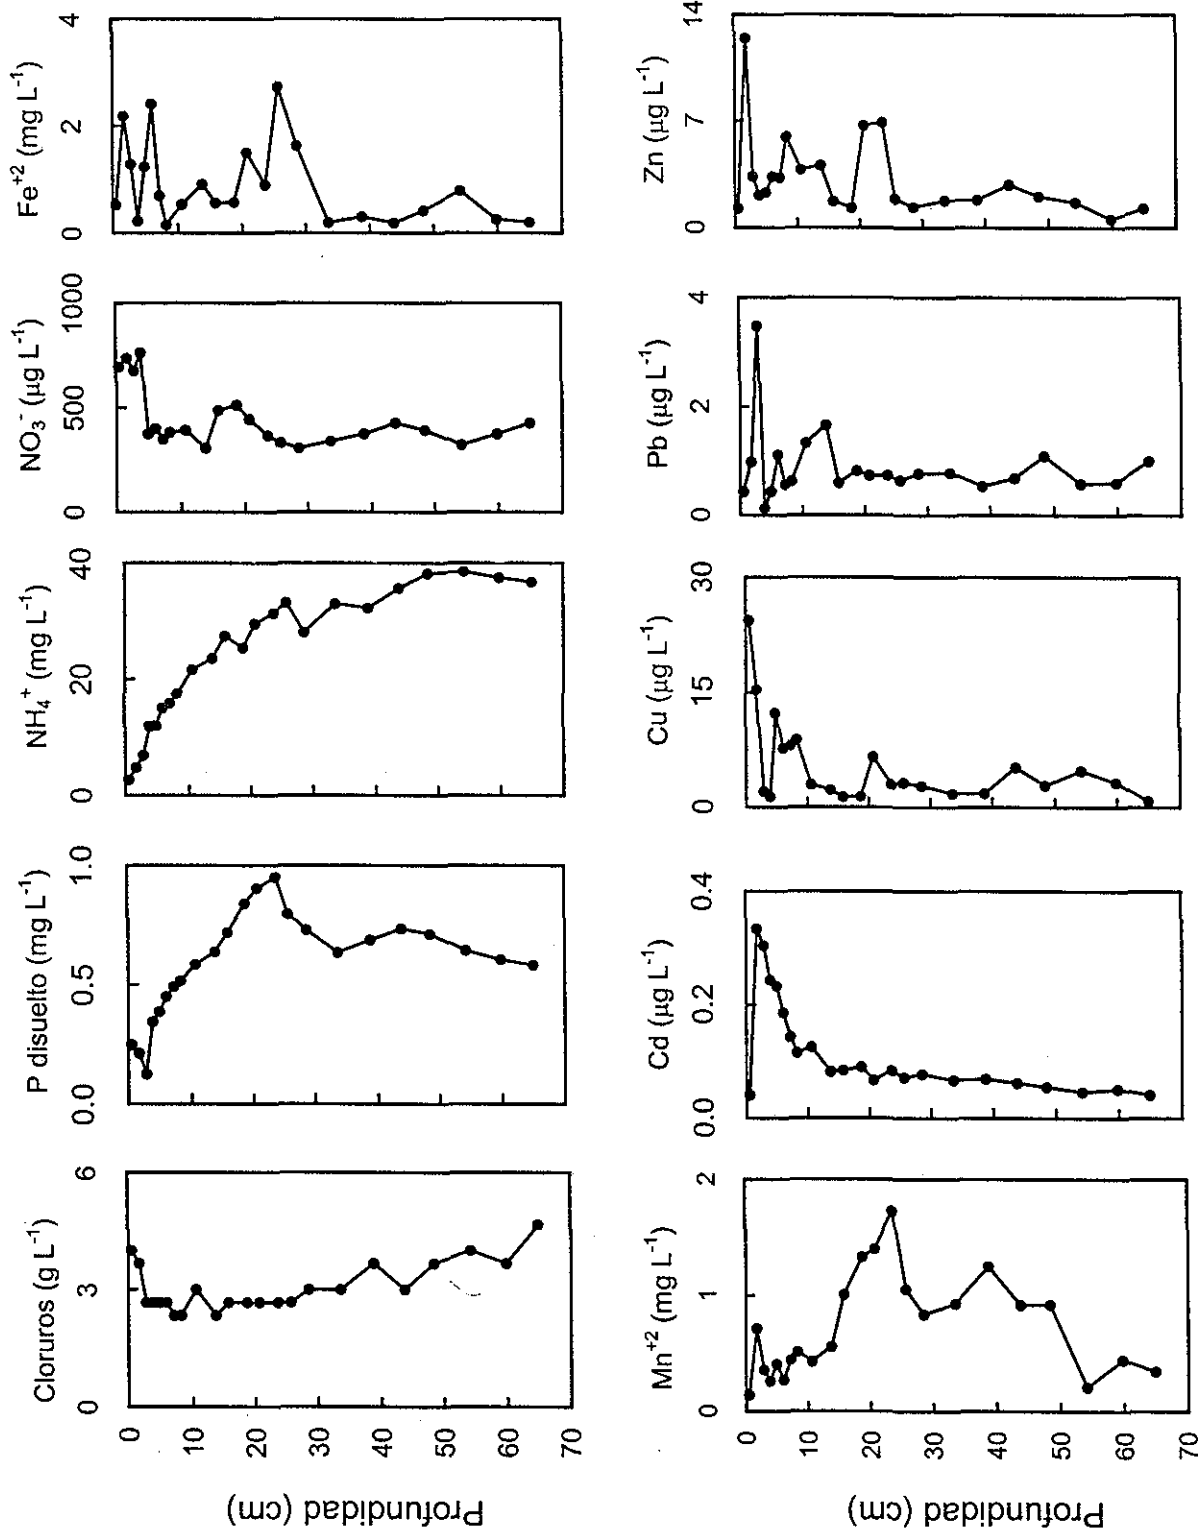 Cloruros (g L⁻¹)
0 3 6
P disuelto (mg L⁻¹)
0.0 0.5 1.0
NH₄⁺ (mg L⁻¹)
0 20 40
NO₃⁻ (µg L⁻¹)
0 500 1000
Fe⁺² (mg L⁻¹)
0 2 4
0
10
20
30
40
50
60
70
Profundidad (cm)
Mn⁺² (mg L⁻¹)
0 1 2
Cd (µg L⁻¹)
0.0 0.2 0.4
Cu (µg L⁻¹)
0 15 30
Pb (µg L⁻¹)
0 2 4
Zn (µg L⁻¹)
0 7 14
0
10
20
30
40
50
60
70
Profundidad (cm)